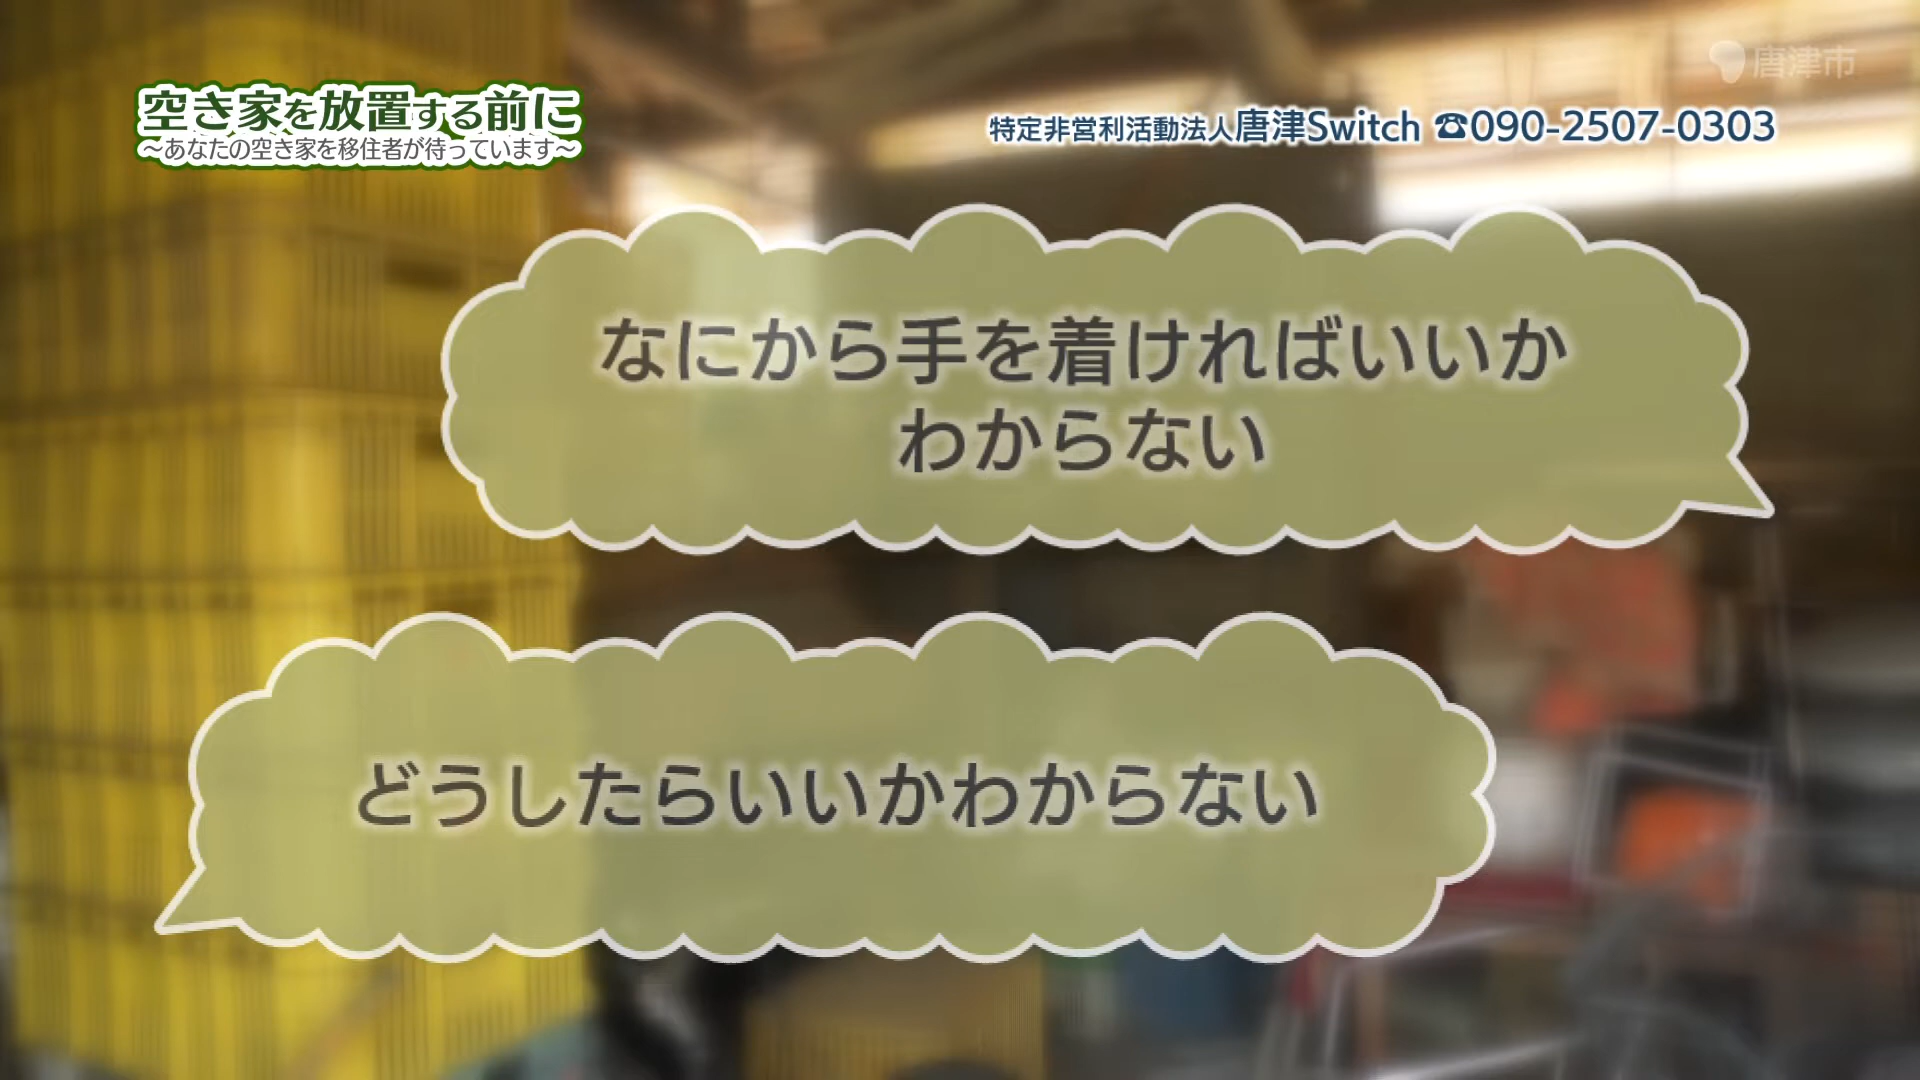 空き家を放置する前に
～あなたの空き家を移住者が待っています～
唐津市
特定非営利活動法人唐津Switch ☎090-2507-0303
なにから手を着ければいいか
わからない
どうしたらいいかわからない